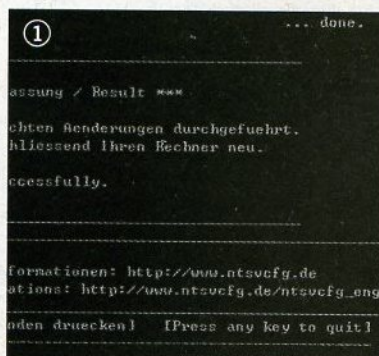 ①
... done.
assung / Result ***
chten Aenderungen durchgefuehrt.
hliessend Ihren Rechner neu.
ccessfully.
formationen: http://www.ntsvcfg.de
ations: http://www.ntsvcfg.de/ntsvcfg_eng
nden druecken] [Press any key to quit]